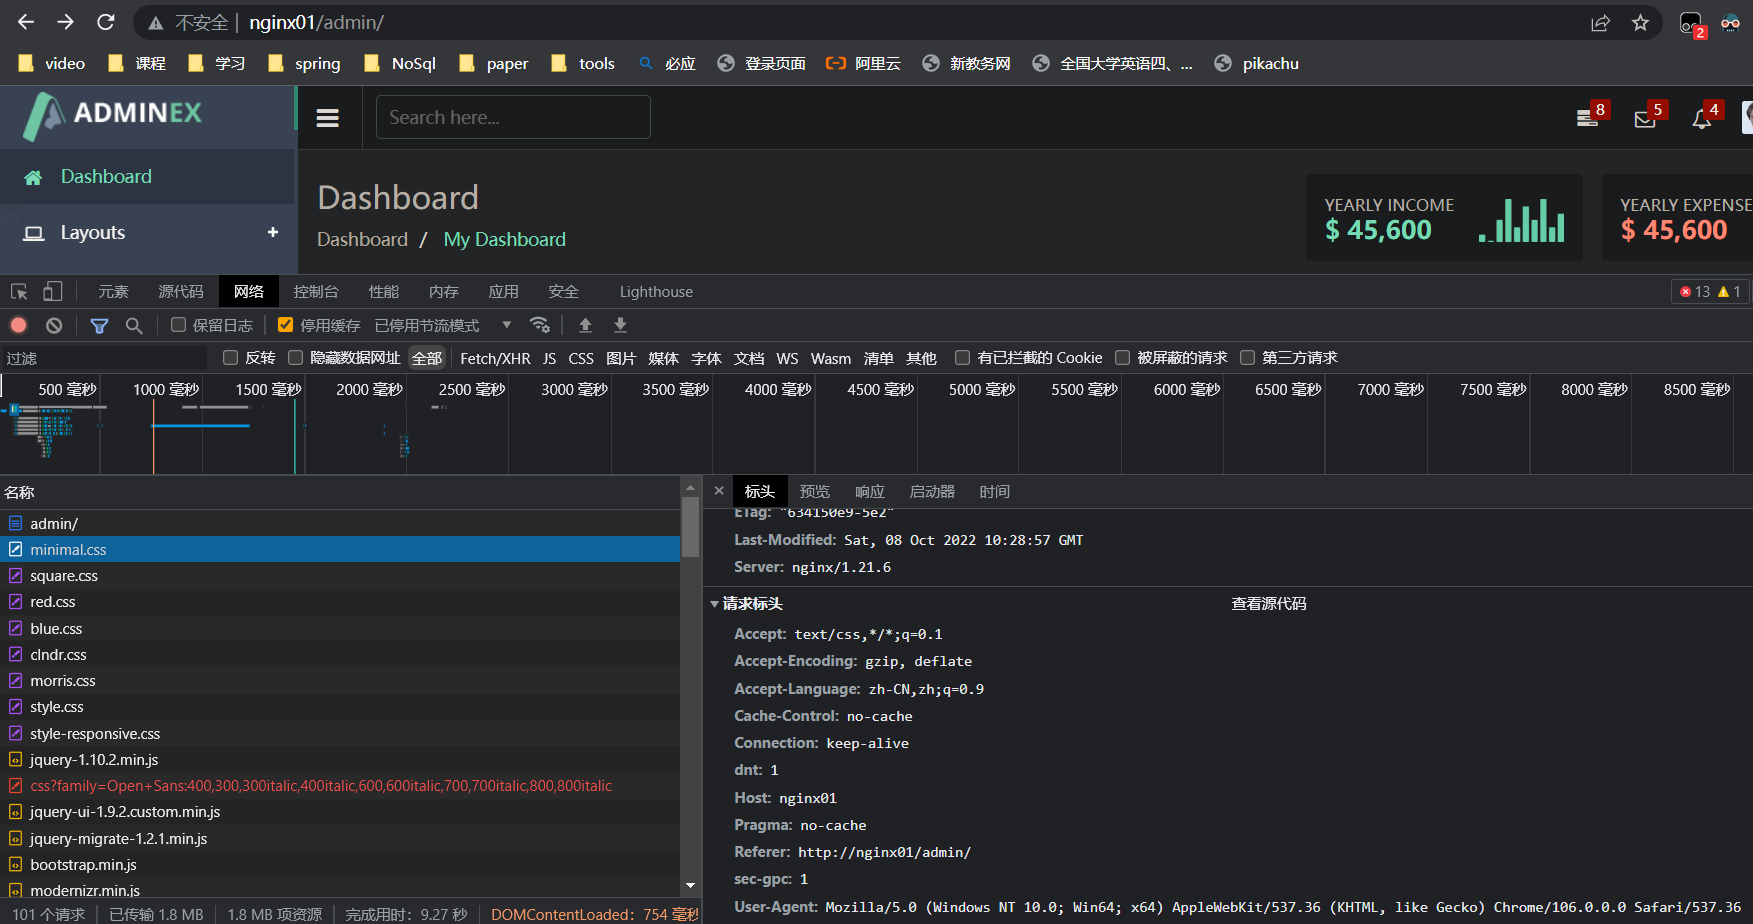 不安全 | nginx01/admin/
2
video 课程 学习 spring NoSql paper tools 必应 登录页面 阿里云 新教务网 全国大学英语四、... pikachu
ADMINEX
Search here...
8 5 4
Dashboard
Layouts +
Dashboard
Dashboard / My Dashboard
YEARLY INCOME
$ 45,600
YEARLY EXPENSE
$ 45,600
元素 源代码 网络 控制台 性能 内存 应用 安全 Lighthouse 13 1
保留日志 停用缓存 已停用节流模式
过滤 反转 隐藏数据网址 全部 Fetch/XHR JS CSS 图片 媒体 字体 文档 WS Wasm 清单 其他 有已拦截的 Cookie 被屏蔽的请求 第三方请求
500 毫秒 1000 毫秒 1500 毫秒 2000 毫秒 2500 毫秒 3000 毫秒 3500 毫秒 4000 毫秒 4500 毫秒 5000 毫秒 5500 毫秒 6000 毫秒 6500 毫秒 7000 毫秒 7500 毫秒 8000 毫秒 8500 毫秒
名称
admin/
minimal.css
square.css
red.css
blue.css
clndr.css
morris.css
style.css
style-responsive.css
jquery-1.10.2.min.js
css?family=Open+Sans:400,300,300italic,400italic,600,600italic,700,700italic,800,800italic
jquery-ui-1.9.2.custom.min.js
jquery-migrate-1.2.1.min.js
bootstrap.min.js
modernizr.min.js
101 个请求 已传输 1.8 MB 1.8 MB 项资源 完成用时：9.27 秒 DOMContentLoaded：754 毫秒
× 标头 预览 响应 启动器 时间
ETag: "634150e9-5e2"
Last-Modified: Sat, 08 Oct 2022 10:28:57 GMT
Server: nginx/1.21.6
请求标头 查看源代码
Accept: text/css,*/*;q=0.1
Accept-Encoding: gzip, deflate
Accept-Language: zh-CN,zh;q=0.9
Cache-Control: no-cache
Connection: keep-alive
dnt: 1
Host: nginx01
Pragma: no-cache
Referer: http://nginx01/admin/
sec-gpc: 1
User-Agent: Mozilla/5.0 (Windows NT 10.0; Win64; x64) AppleWebKit/537.36 (KHTML, like Gecko) Chrome/106.0.0.0 Safari/537.36